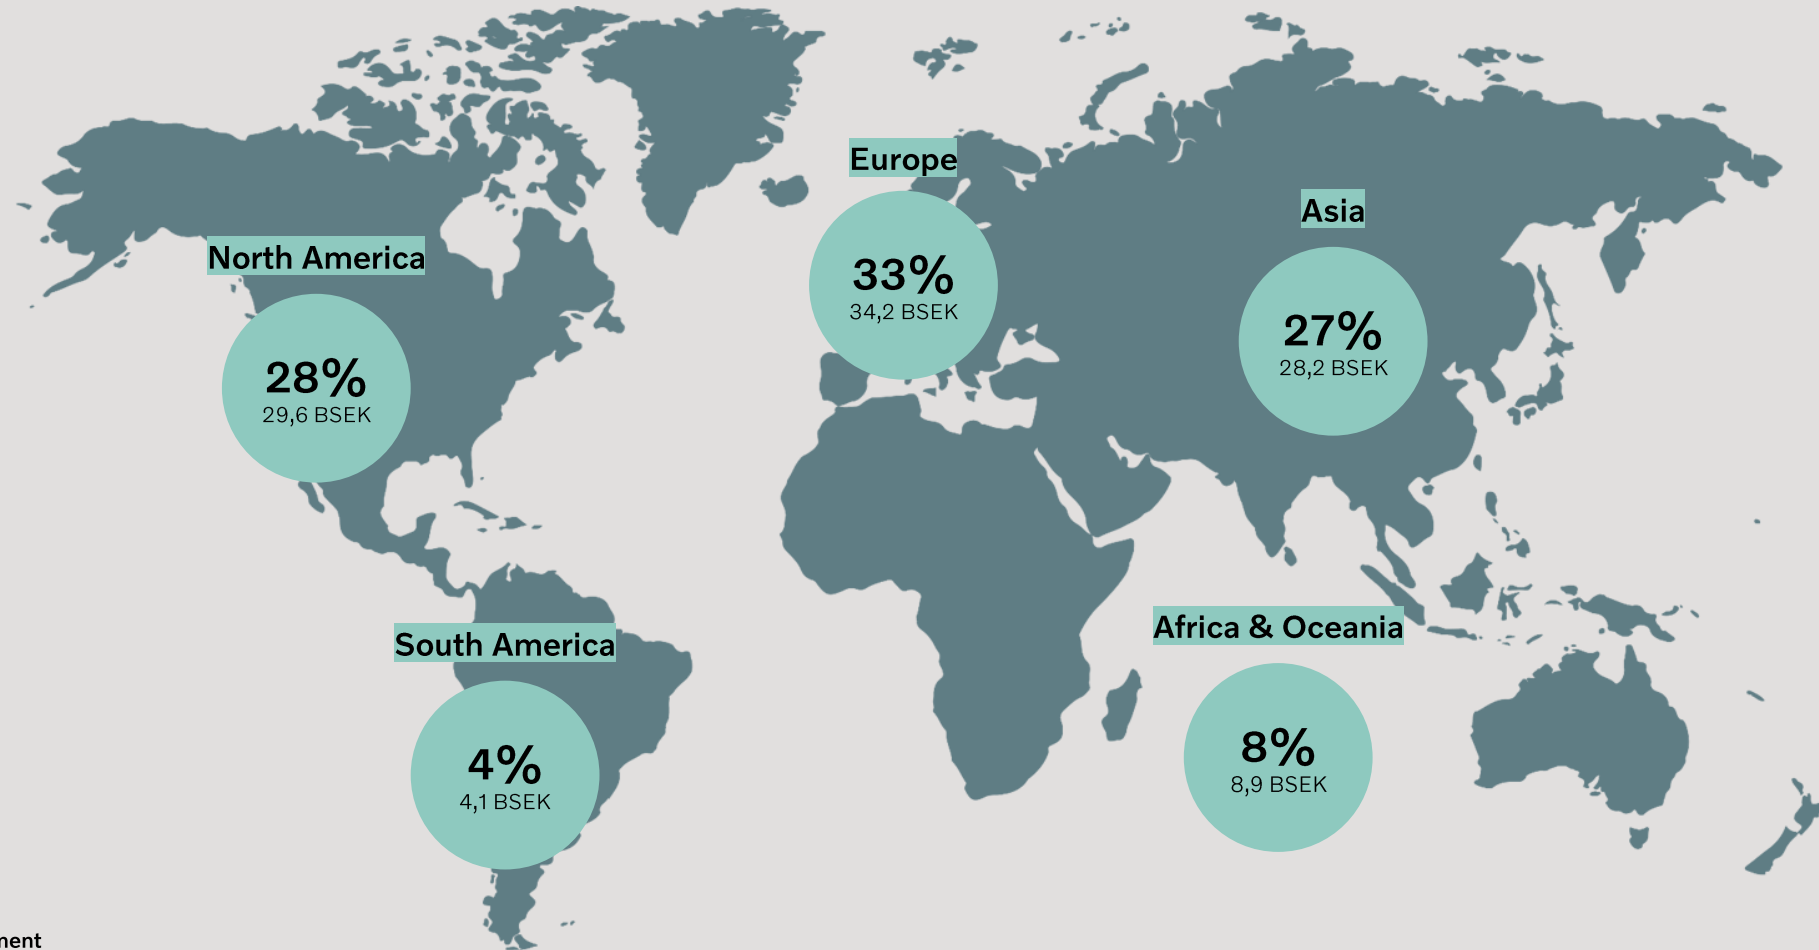 Europe
33%
34,2 BSEK
Asia
27%
28,2 BSEK
North America
28%
29,6 BSEK
South America
4%
4,1 BSEK
Africa & Oceania
8%
8,9 BSEK